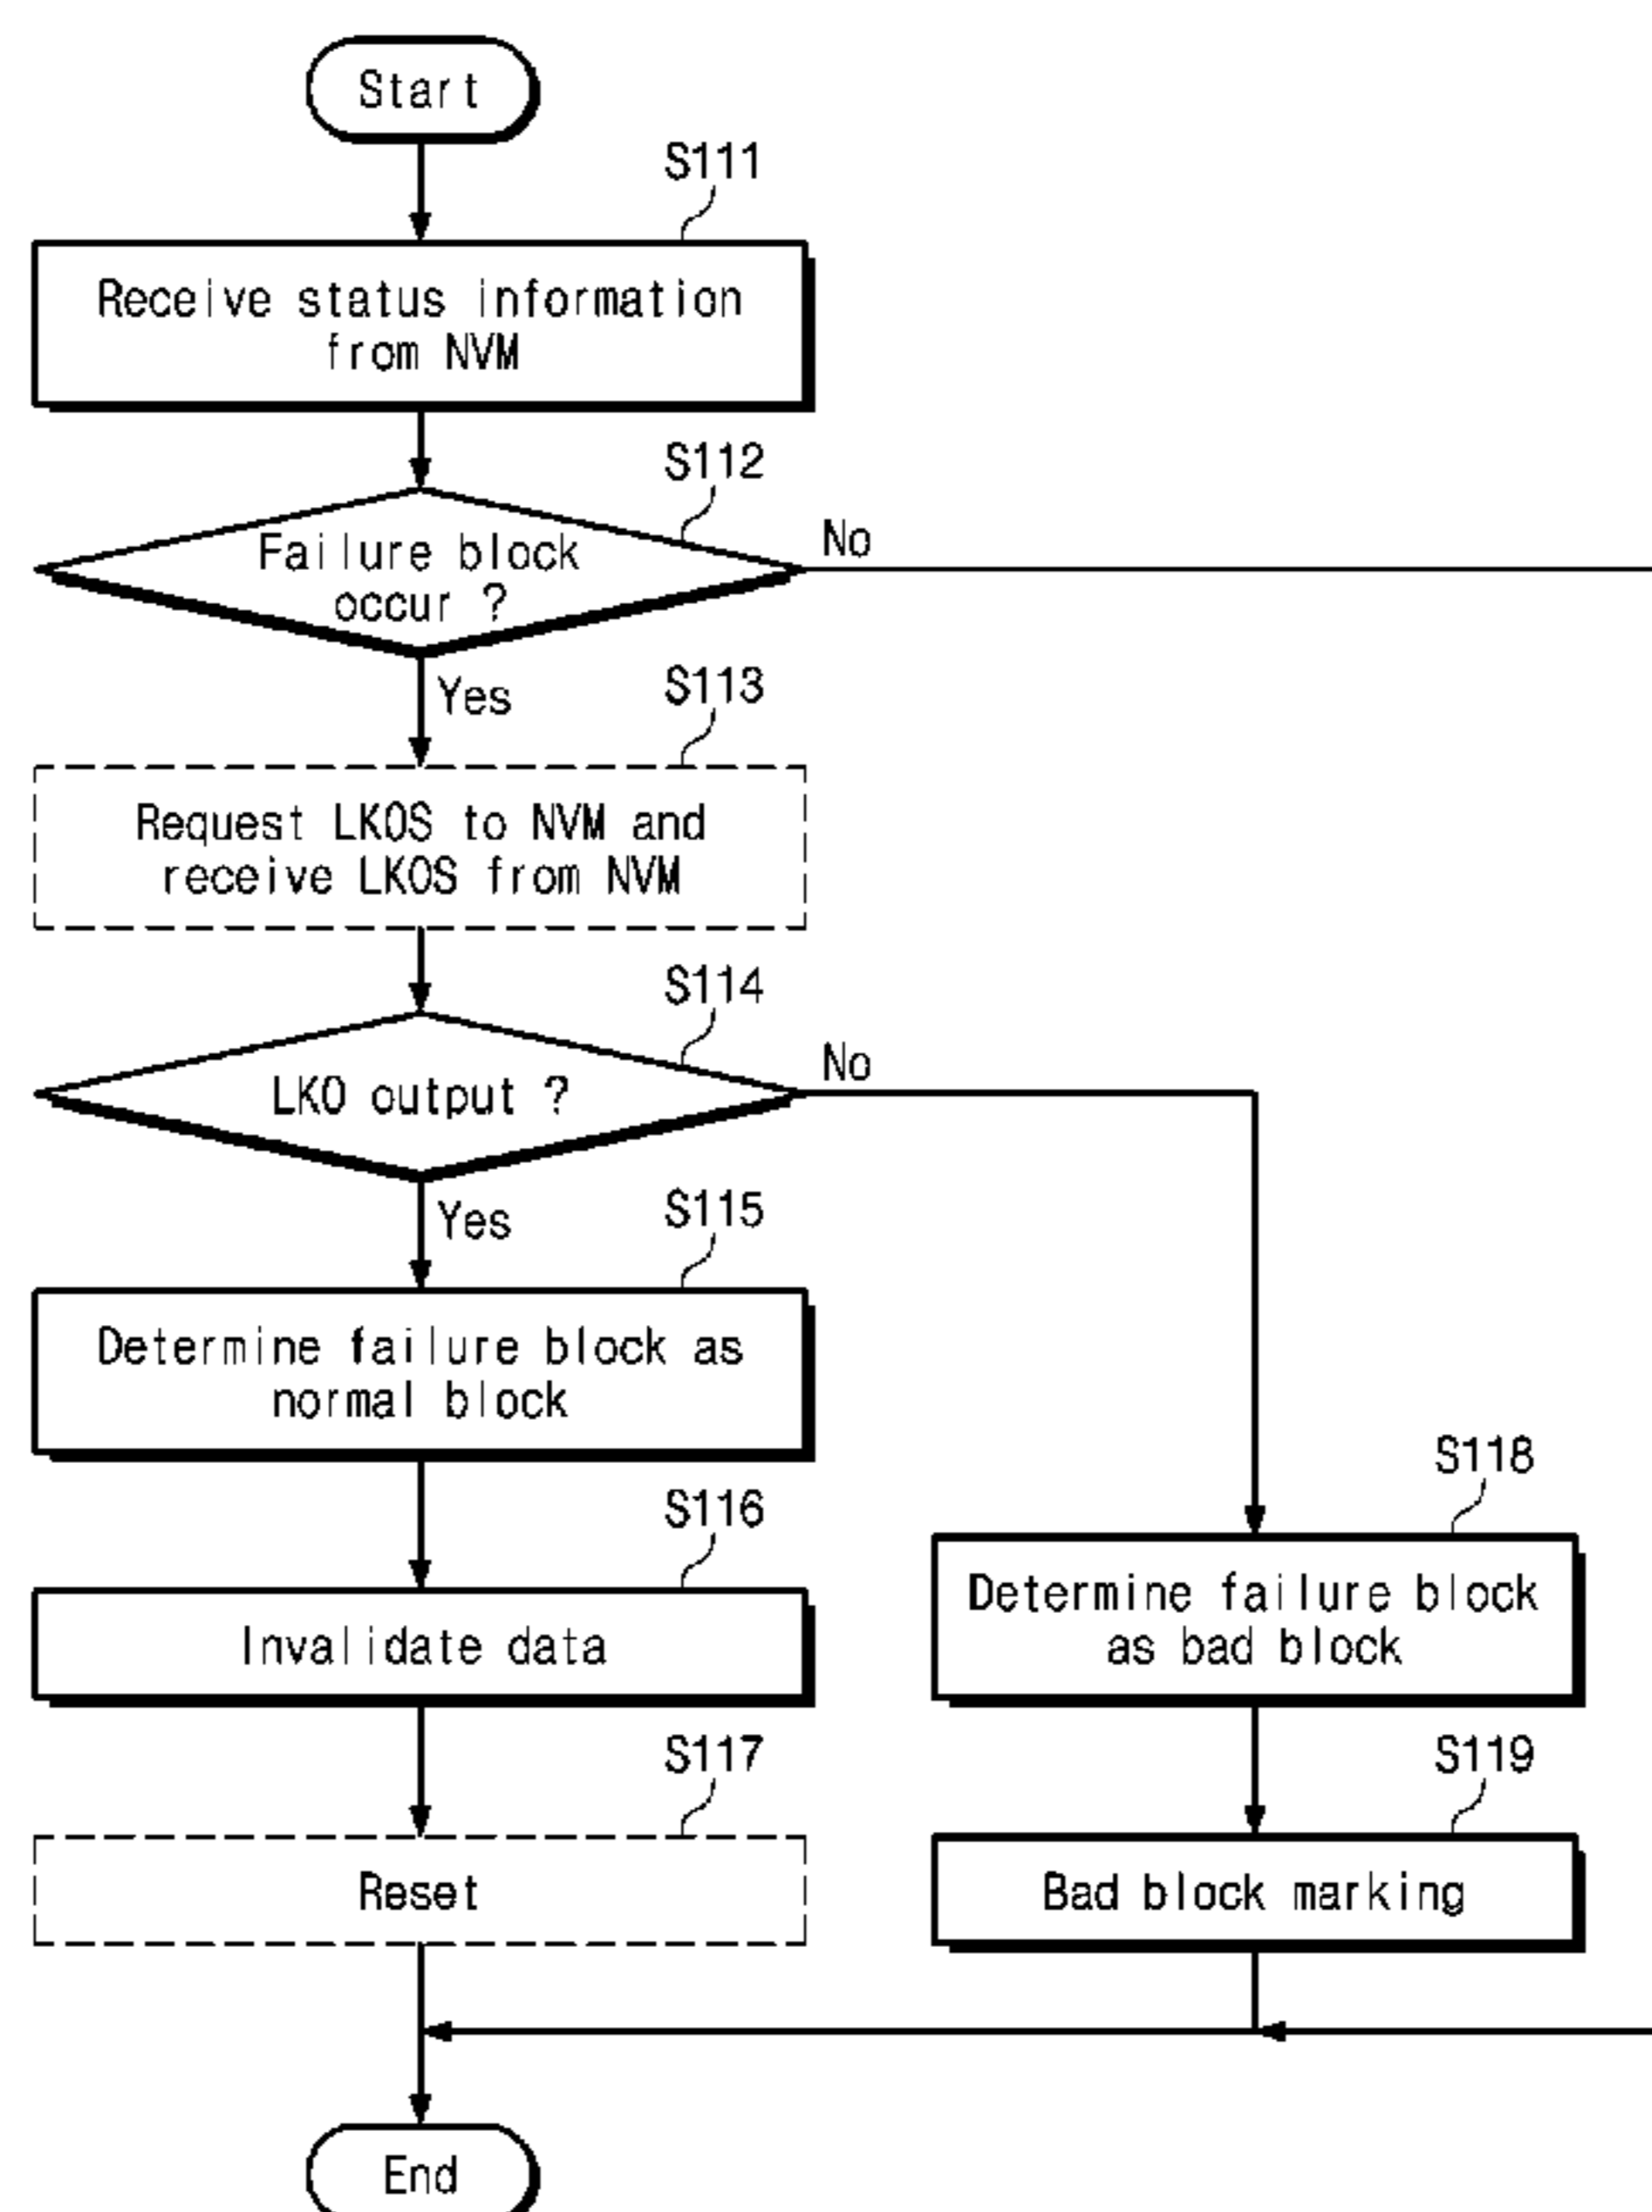 Start
S111
Receive status information
from NVM
S112
Failure block
occur ?
No
Yes
S113
Request LKOS to NVM and
receive LKOS from NVM
S114
LKO output ?
No
Yes
S115
Determine failure block as
normal block
S116
Invalidate data
S117
Reset
S118
Determine failure block
as bad block
S119
Bad block marking
End